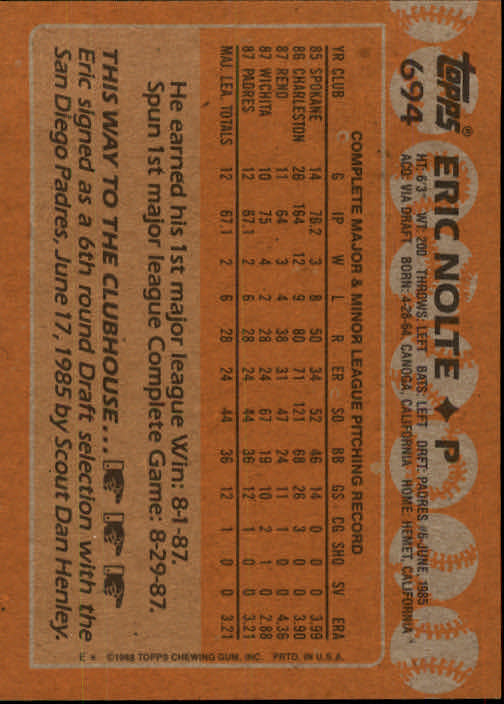 topps®
694
ERIC NOLTE ◆ P
HT: 6'3" WT: 200 THROWS: LEFT BATS: LEFT DRFT: PADRES #6-JUNE, 1985
ACQ: VIA DRAFT BORN: 4-28-64, CANOGA, CALIFORNIA HOME: HEMET, CALIFORNIA
COMPLETE MAJOR & MINOR LEAGUE PITCHING RECORD
YR CLUB G IP W L R ER SO BB GS CG SHO SV ERA
85 SPOKANE 14 76.2 3 8 50 34 52 46 14 0 0 0 3.99
86 CHARLESTON 28 164 12 9 80 71 121 68 26 3 0 0 3.90
87 RENO 11 64 3 4 38 31 47 24 11 1 0 0 4.36
87 WICHITA 10 75 4 2 28 24 67 19 10 2 1 0 2.88
87 PADRES 12 67.1 2 6 28 24 44 36 12 1 0 0 3.21
MAJ. LEA. TOTALS 12 67.1 2 6 28 24 44 36 12 1 0 0 3.21
He earned his 1st major league Win: 8-1-87.
Spun 1st major league Complete Game: 8-29-87.
THIS WAY TO THE CLUBHOUSE...
Eric signed as a 6th round Draft selection with the
San Diego Padres, June 17, 1985 by Scout Dan Henley.
E* ©1988 TOPPS CHEWING GUM, INC. PRTD. IN U.S.A.